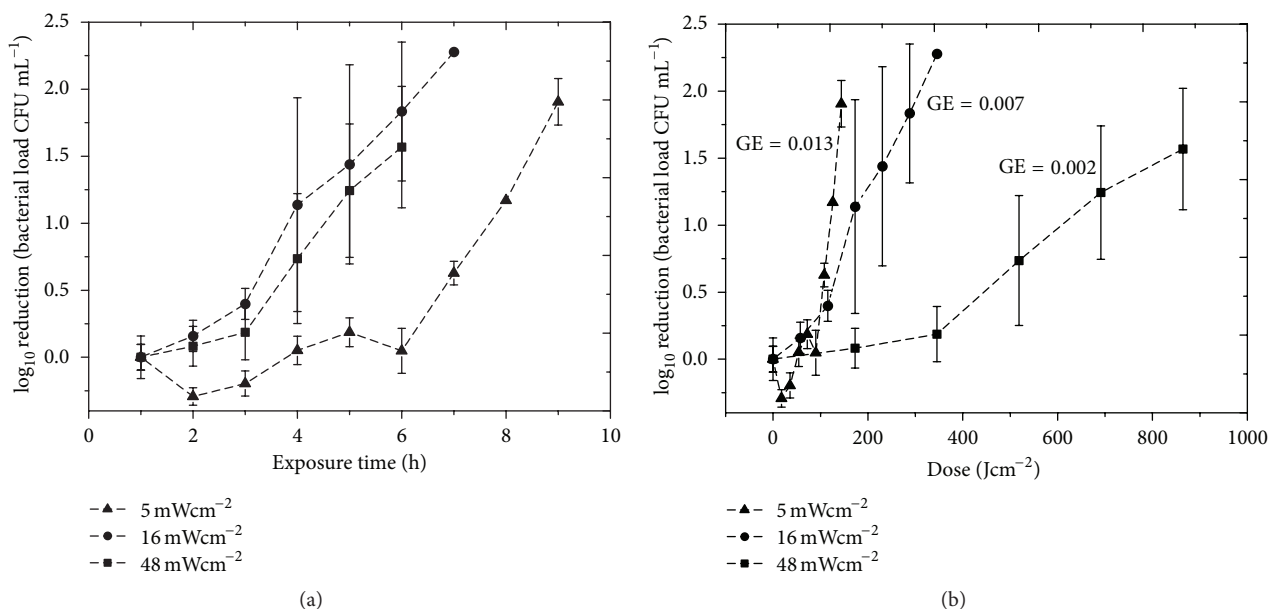 log₁₀ reduction (bacterial load CFU mL⁻¹)
2.5
2.0
1.5
1.0
0.5
0.0
0 2 4 6 8 10
Exposure time (h)
5 mWcm⁻²
16 mWcm⁻²
48 mWcm⁻²
(a)
log₁₀ reduction (bacterial load CFU mL⁻¹)
2.5
2.0
1.5
1.0
0.5
0.0
GE = 0.013
GE = 0.007
GE = 0.002
0 200 400 600 800 1000
Dose (Jcm⁻²)
5 mWcm⁻²
16 mWcm⁻²
48 mWcm⁻²
(b)